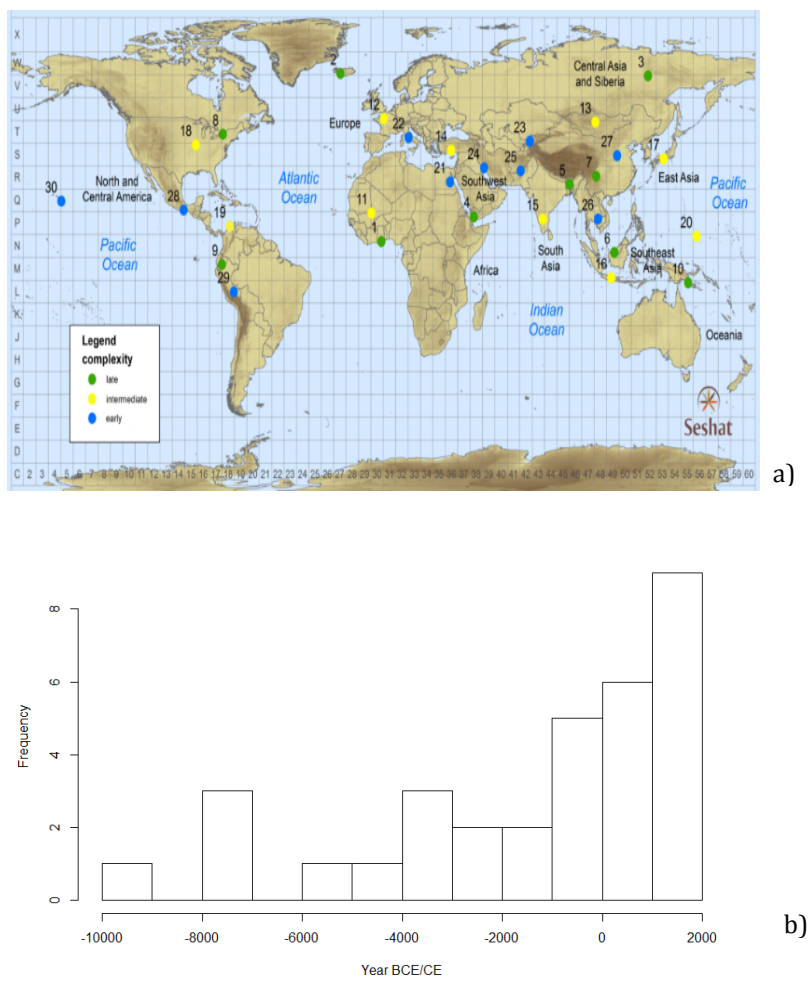 X
W
V
U
T
S
R
Q
P
N
M
L
K
J
H
G
F
E
D
C 2 3 4 5 6 7 8 9 10 11 12 13 14 15 16 17 18 19 20 21 22 23 24 25 26 27 28 29 30 31 32 33 34 35 36 37 38 39 40 41 42 43 44 45 46 47 48 49 50 51 52 53 54 55 56 57 58 59 60
2
3
Central Asia
and Siberia
12
13
8
18
Europe
22
14
23
27
17
24
25
7
5
East Asia
21
Southwest
Asia
North and
Central America
Atlantic
Ocean
Pacific
Ocean
30
28
11
4
15
26
19
1
20
Pacific
Ocean
9
6
South
Asia
Southeast
Asia
16
10
29
Africa
Indian
Ocean
Oceania
Legend
complexity
late
intermediate
early
Seshat
a)
8
6
4
2
0
Frequency
-10000 -8000 -6000 -4000 -2000 0 2000
Year BCE/CE
b)